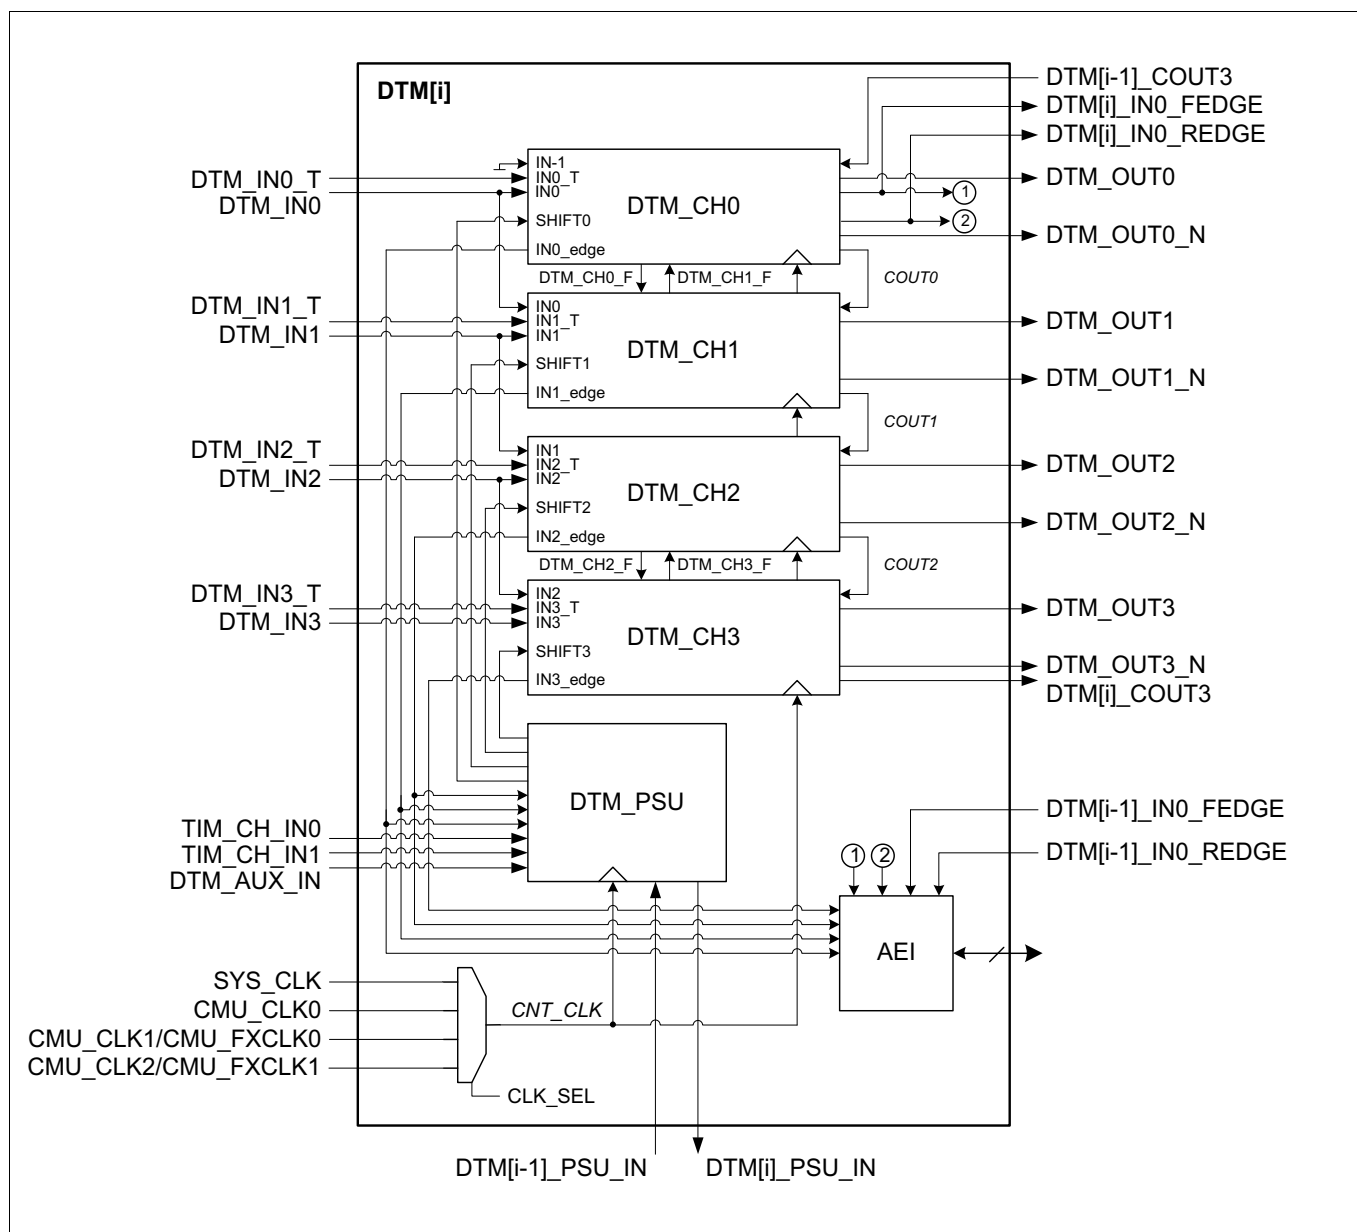 DTM[i]
DTM[i-1]_COUT3
DTM[i]_IN0_FEDGE
DTM[i]_IN0_REDGE
DTM_IN0_T
DTM_IN0
IN-1
IN0_T
IN0
SHIFT0
IN0_edge
DTM_CH0
DTM_OUT0
1
2
DTM_OUT0_N
DTM_CH0_F
DTM_CH1_F
COUT0
DTM_IN1_T
DTM_IN1
IN0
IN1_T
IN1
SHIFT1
IN1_edge
DTM_CH1
DTM_OUT1
DTM_OUT1_N
COUT1
DTM_IN2_T
DTM_IN2
IN1
IN2_T
IN2
SHIFT2
IN2_edge
DTM_CH2
DTM_OUT2
DTM_OUT2_N
DTM_CH2_F
DTM_CH3_F
COUT2
DTM_IN3_T
DTM_IN3
IN2
IN3_T
IN3
SHIFT3
IN3_edge
DTM_CH3
DTM_OUT3
DTM_OUT3_N
DTM[i]_COUT3
DTM_PSU
TIM_CH_IN0
TIM_CH_IN1
DTM_AUX_IN
DTM[i-1]_IN0_FEDGE
DTM[i-1]_IN0_REDGE
1
2
AEI
SYS_CLK
CMU_CLK0
CMU_CLK1/CMU_FXCLK0
CMU_CLK2/CMU_FXCLK1
CNT_CLK
CLK_SEL
DTM[i-1]_PSU_IN
DTM[i]_PSU_IN